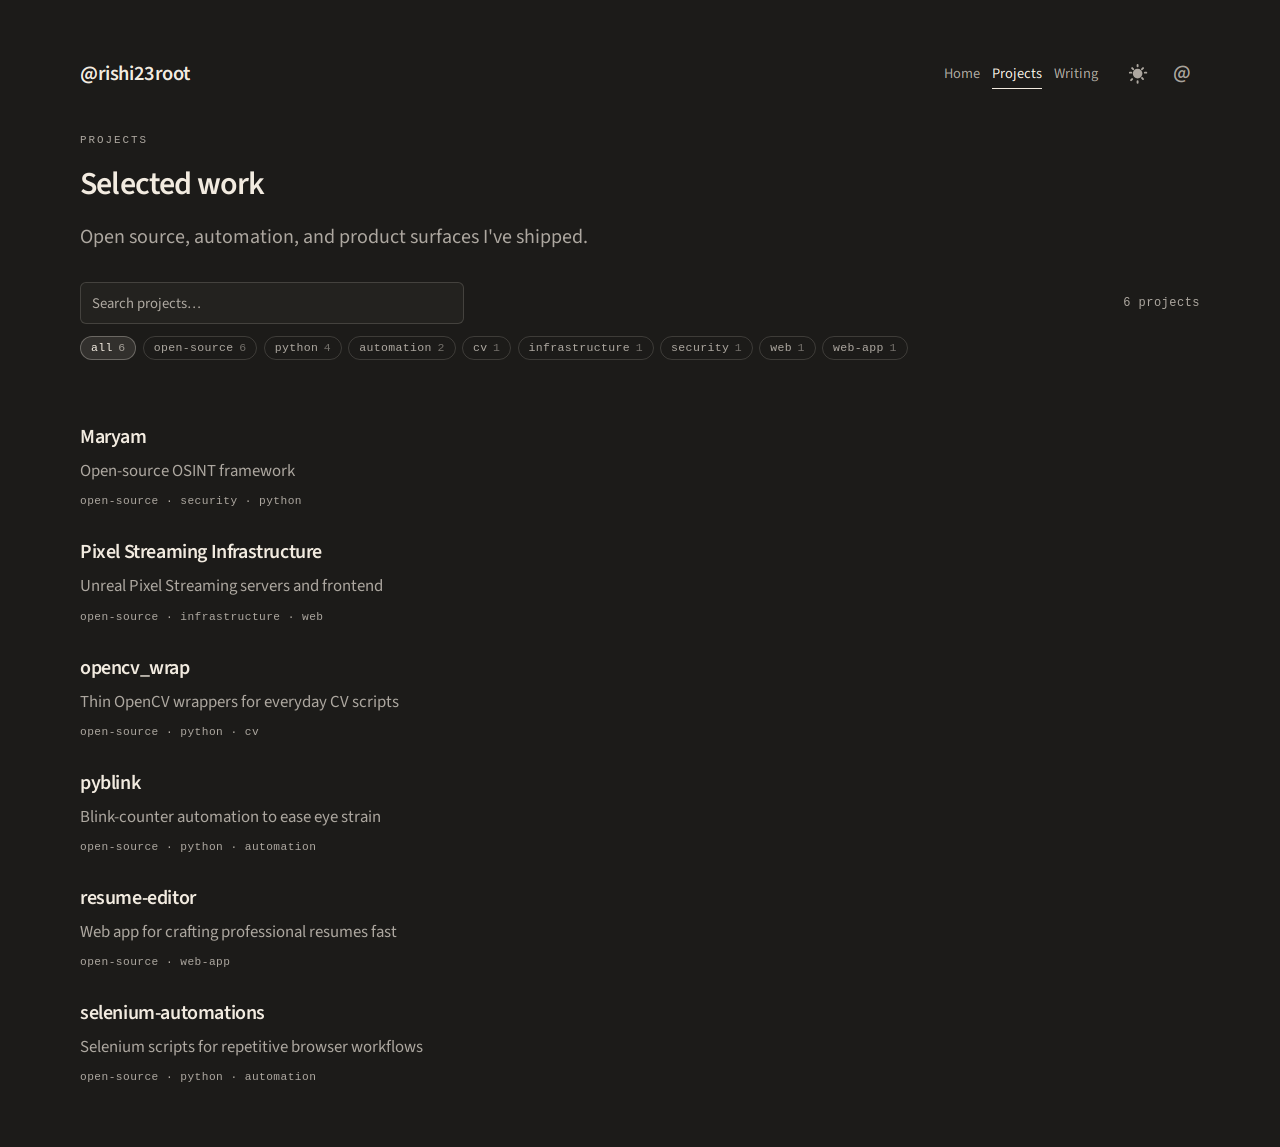 @rishi23root
Home Projects Writing @
PROJECTS
Selected work
Open source, automation, and product surfaces I've shipped.
Search projects…
6 projects
all 6 open-source 6 python 4 automation 2 cv 1 infrastructure 1 security 1 web 1 web-app 1
Maryam
Open-source OSINT framework
open-source · security · python
Pixel Streaming Infrastructure
Unreal Pixel Streaming servers and frontend
open-source · infrastructure · web
opencv_wrap
Thin OpenCV wrappers for everyday CV scripts
open-source · python · cv
pyblink
Blink-counter automation to ease eye strain
open-source · python · automation
resume-editor
Web app for crafting professional resumes fast
open-source · web-app
selenium-automations
Selenium scripts for repetitive browser workflows
open-source · python · automation